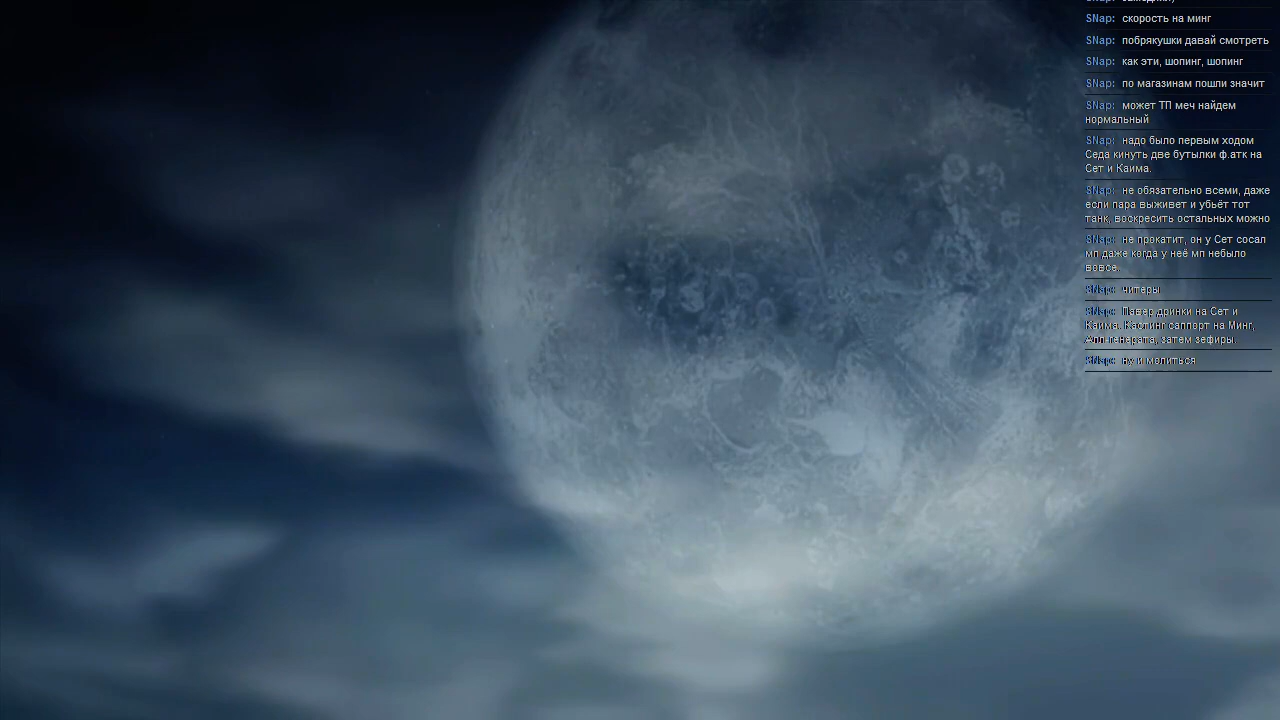 SNap: скорость на минг
SNap: побрякушки давай смотреть
SNap: как эти, шопинг, шопинг
SNap: по магазинам пошли значит
SNap: может ТП меч найдем
нормальный
SNap: надо было первым ходом
Седа кинуть две бутылки ф.атк на
Сет и Каима.
SNap: не обязательно всеми, даже
если пара выживет и убьёт тот
танк, воскресить остальных можно
SNap: не прокатит, он у Сет сосал
мп даже когда у неё мп небыло
вовсе.
SNap: читеры
SNap: Павер дринки на Сет и
Каима. Кастинг саппорт на Минг,
Алл-генерата, затем зефиры.
SNap: ну и молиться